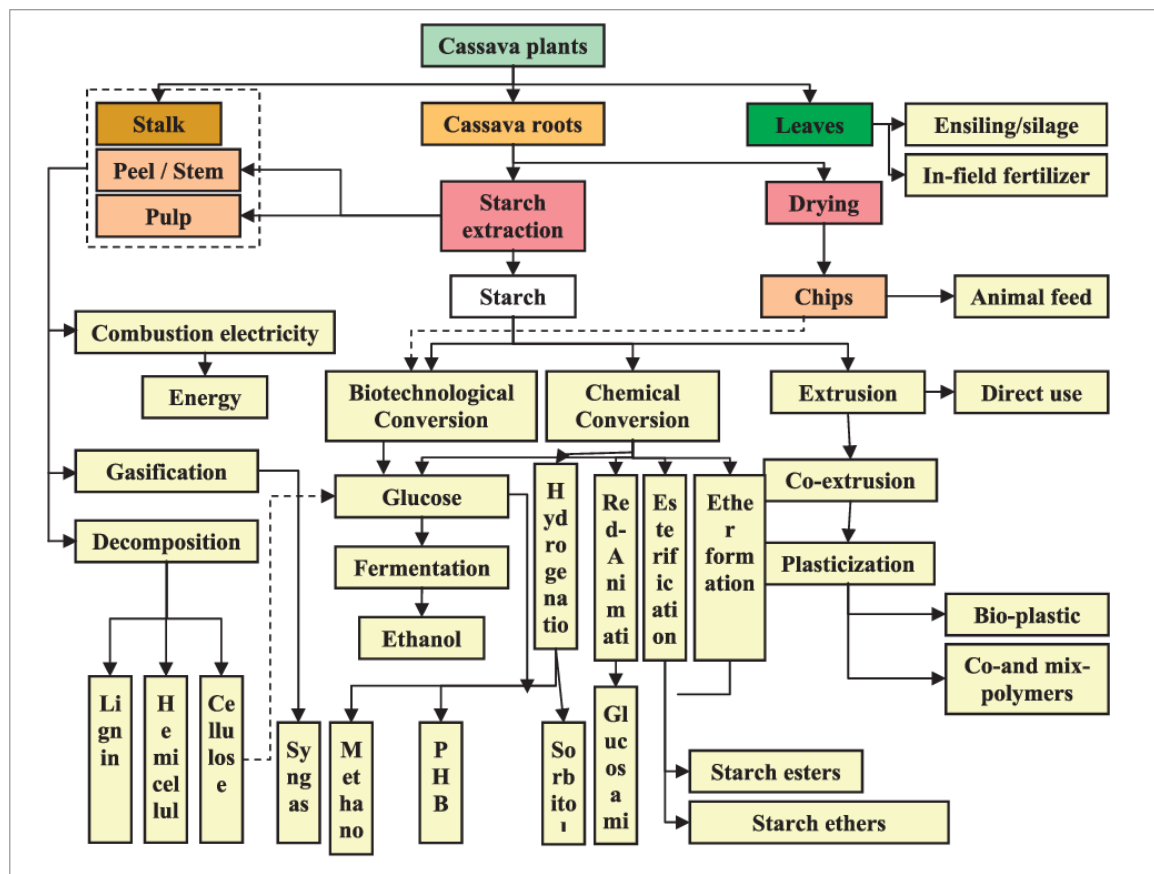 Cassava plants
Stalk
Cassava roots
Leaves
Ensiling/silage
Peel / Stem
In-field fertilizer
Pulp
Starch
extraction
Drying
Starch
Chips
Animal feed
Combustion electricity
Energy
Biotechnological
Conversion
Chemical
Conversion
Extrusion
Direct use
Gasification
Glucose
Co-extrusion
Decomposition
Fermentation
Plasticization
Ethanol
H
yd
ro
ge
na
tio
Re
d-
A
ni
m
ati
Es
te
rif
ic
ati
on
Ethe
r
form
ation
Bio-plastic
Co-and mix-
polymers
Li
gn
in
H
e
mi
cel
lul
Ce
llu
los
e
Sy
ng
as
M
et
ha
no
P
H
B
So
rb
ito
l
Gl
uc
os
a
mi
Starch esters
Starch ethers